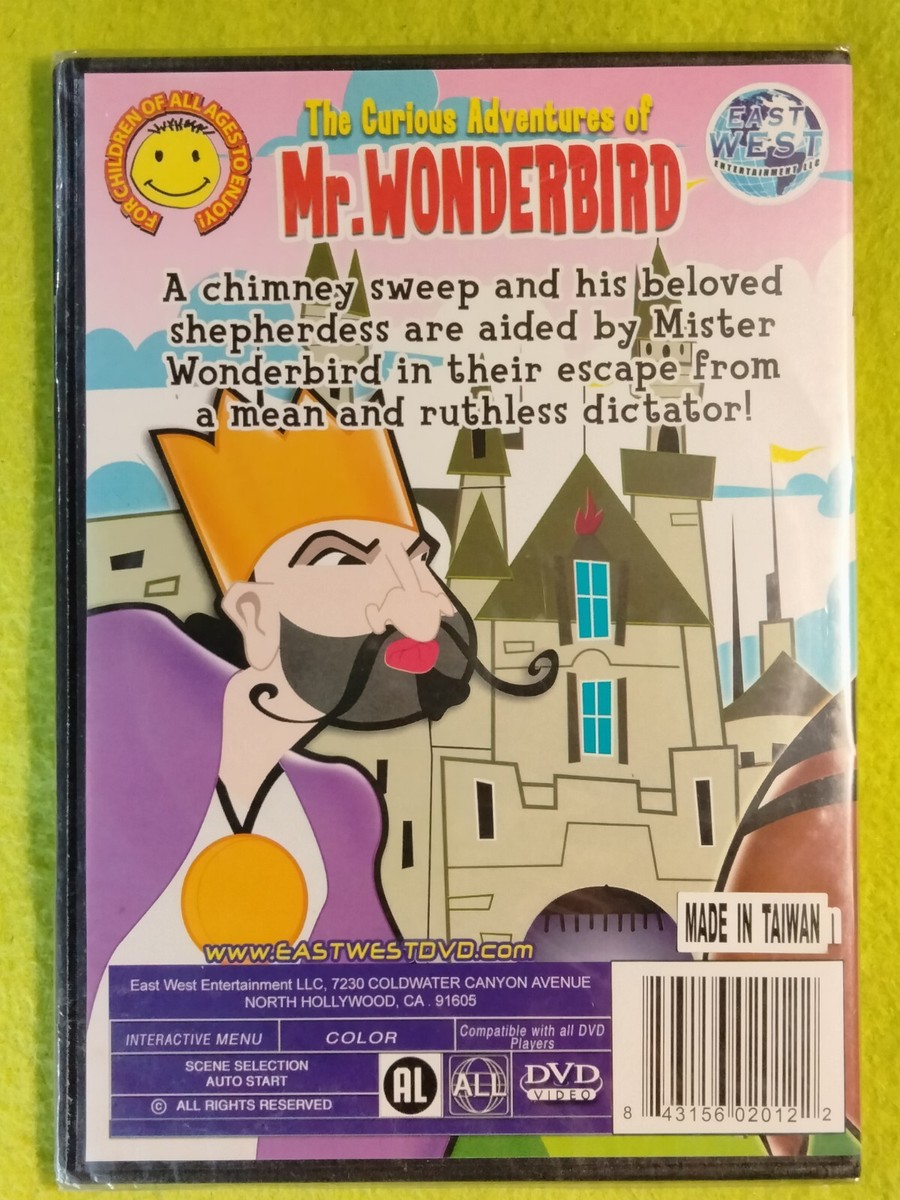 FOR CHILDREN OF ALL AGES TO ENJOY!
The Curious Adventures of
Mr. WONDERBIRD
EAST
WEST
ENTERTAINMENT LLC
A chimney sweep and his beloved
shepherdess are aided by Mister
Wonderbird in their escape from
a mean and ruthless dictator!
MADE IN TAIWAN
www.EASTWESTDVD.com
East West Entertainment LLC, 7230 COLDWATER CANYON AVENUE
NORTH HOLLYWOOD, CA . 91605
INTERACTIVE MENU
COLOR
Compatible with all DVD
Players
SCENE SELECTION
AUTO START
© ALL RIGHTS RESERVED
AL
ALL
DVD
VIDEO
8 43156 02012 2